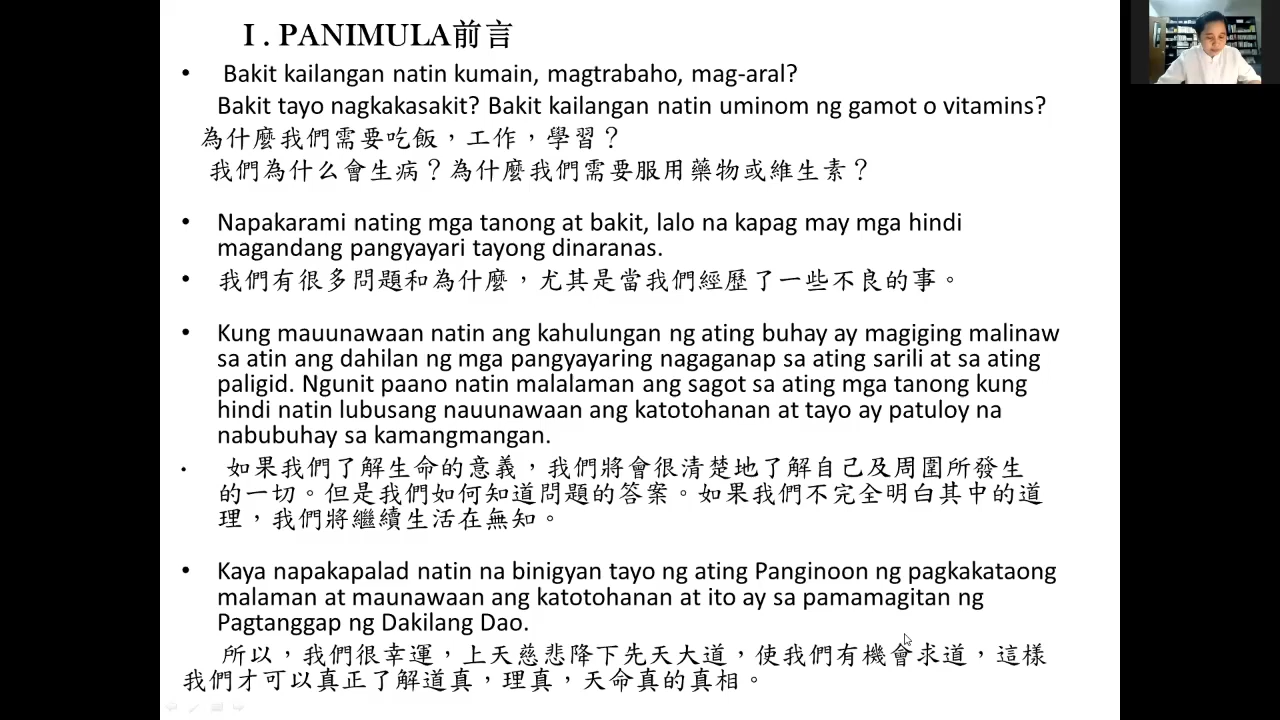 I . PANIMULA前言
• Bakit kailangan natin kumain, magtrabaho, mag-aral?
Bakit tayo nagkakasakit? Bakit kailangan natin uminom ng gamot o vitamins?
為什麼我們需要吃飯，工作，學習？
我們為什么會生病？為什麼我們需要服用藥物或維生素？
• Napakarami nating mga tanong at bakit, lalo na kapag may mga hindi
magandang pangyayari tayong dinaranas.
• 我們有很多問題和為什麼，尤其是當我們經歷了一些不良的事。
• Kung mauunawaan natin ang kahulungan ng ating buhay ay magiging malinaw
sa atin ang dahilan ng mga pangyayaring nagaganap sa ating sarili at sa ating
paligid. Ngunit paano natin malalaman ang sagot sa ating mga tanong kung
hindi natin lubusang nauunawaan ang katotohanan at tayo ay patuloy na
nabubuhay sa kamangmangan.
• 如果我們了解生命的意義，我們將會很清楚地了解自己及周圍所發生
的一切。但是我們如何知道問題的答案。如果我們不完全明白其中的道
理，我們將繼續生活在無知。
• Kaya napakapalad natin na binigyan tayo ng ating Panginoon ng pagkakataong
malaman at maunawaan ang katotohanan at ito ay sa pamamagitan ng
Pagtanggap ng Dakilang Dao.
所以，我們很幸運，上天慈悲降下先天大道，使我們有機會求道，這樣
我們才可以真正了解道真，理真，天命真的真相。